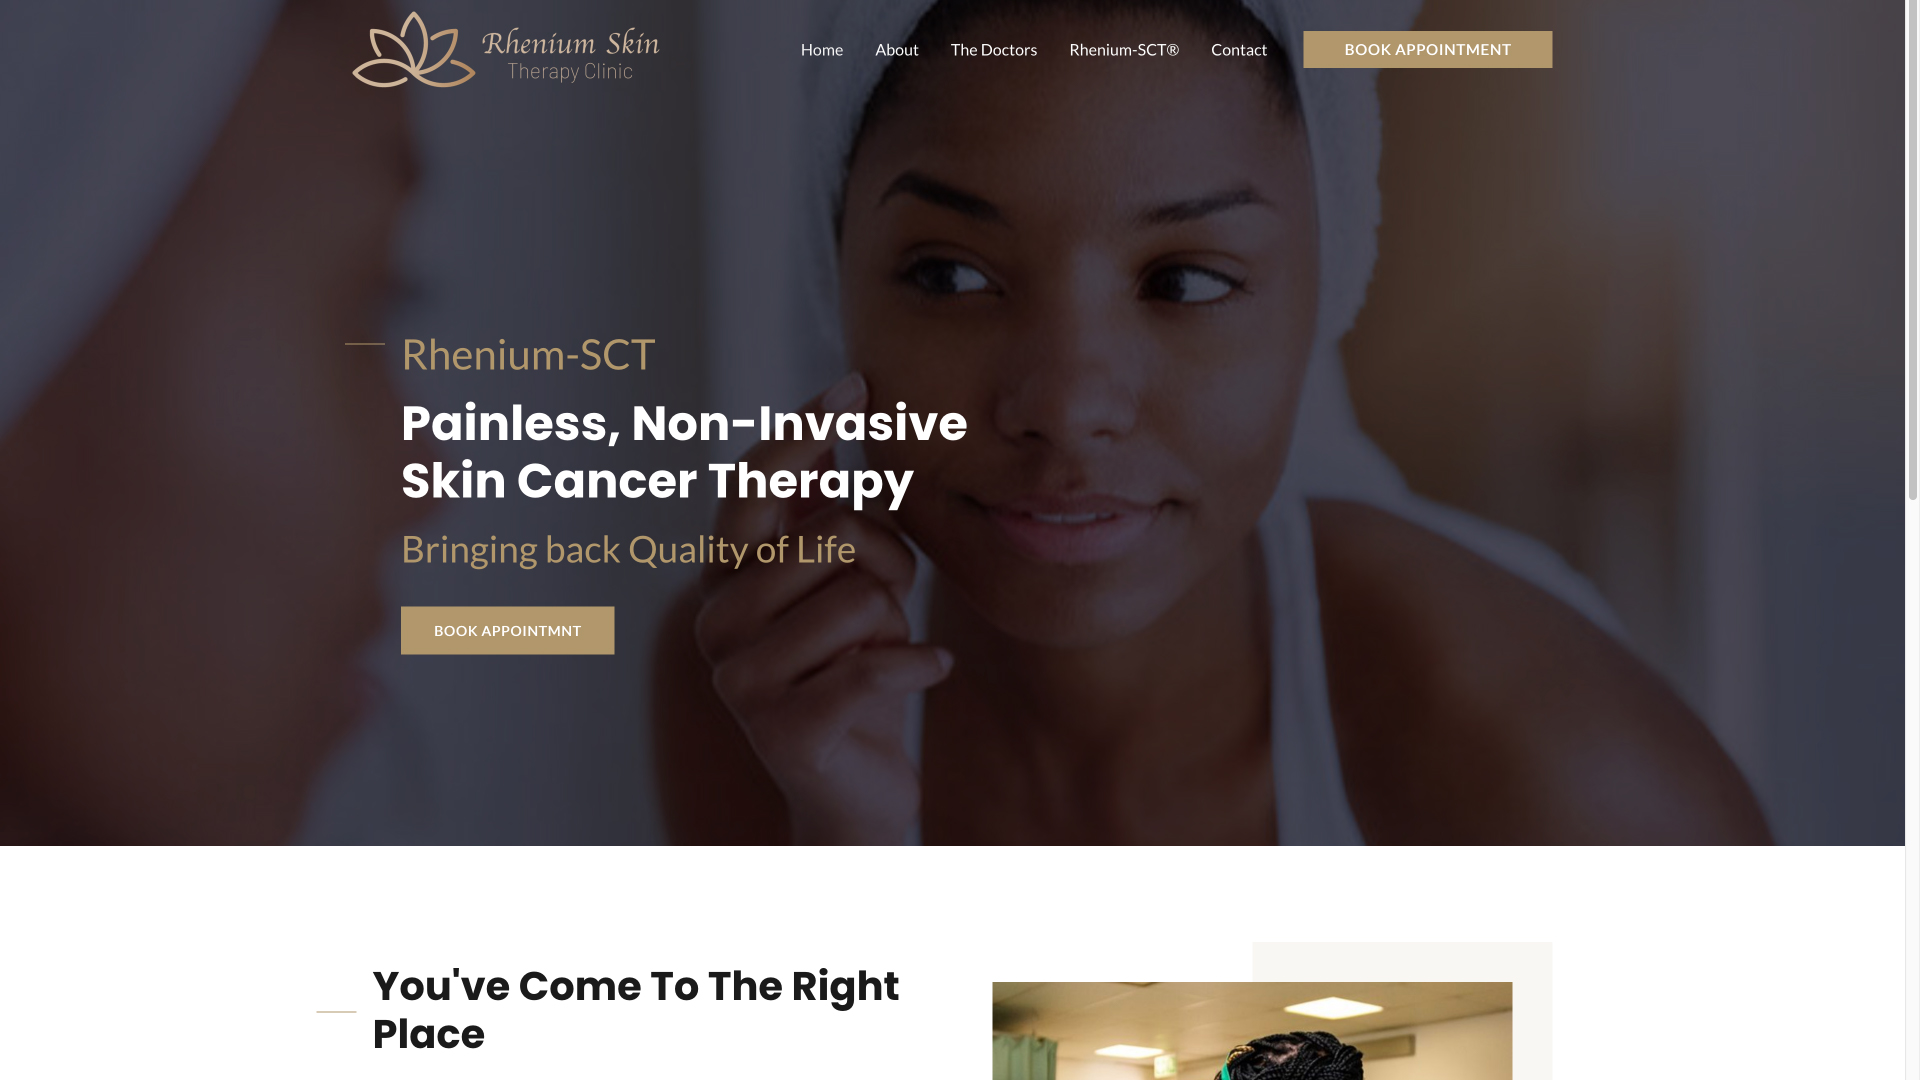 Rhenium Skin
Therapy Clinic
Home
About
The Doctors
Rhenium-SCT®
Contact
BOOK APPOINTMENT
Rhenium-SCT
Painless, Non-Invasive
Skin Cancer Therapy
Bringing back Quality of Life
BOOK APPOINTMNT
You've Come To The Right
Place